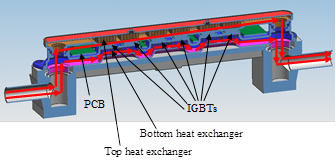 PCB
IGBTs
Bottom heat exchanger
Top heat exchanger